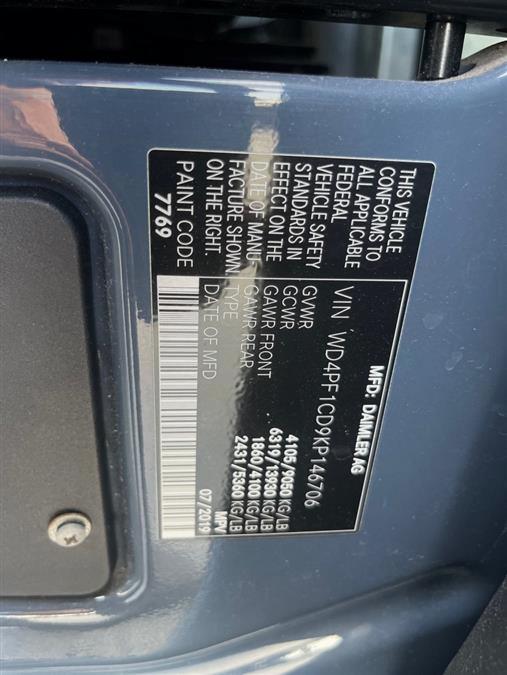 MFD: DAIMLER AG
VIN WD4PF1CD9KP146706
GVWR 4105/9050 KG/LB
GCWR 6319/13930 KG/LB
GAWR FRONT 1860/4100 KG/LB
GAWR REAR 2431/5360 KG/LB
TYPE MPV
DATE OF MFD 07/2019
THIS VEHICLE
CONFORMS TO
ALL APPLICABLE
FEDERAL
VEHICLE SAFETY
STANDARDS IN
EFFECT ON THE
DATE OF MANU-
FACTURE SHOWN
ON THE RIGHT.
PAINT CODE
7769